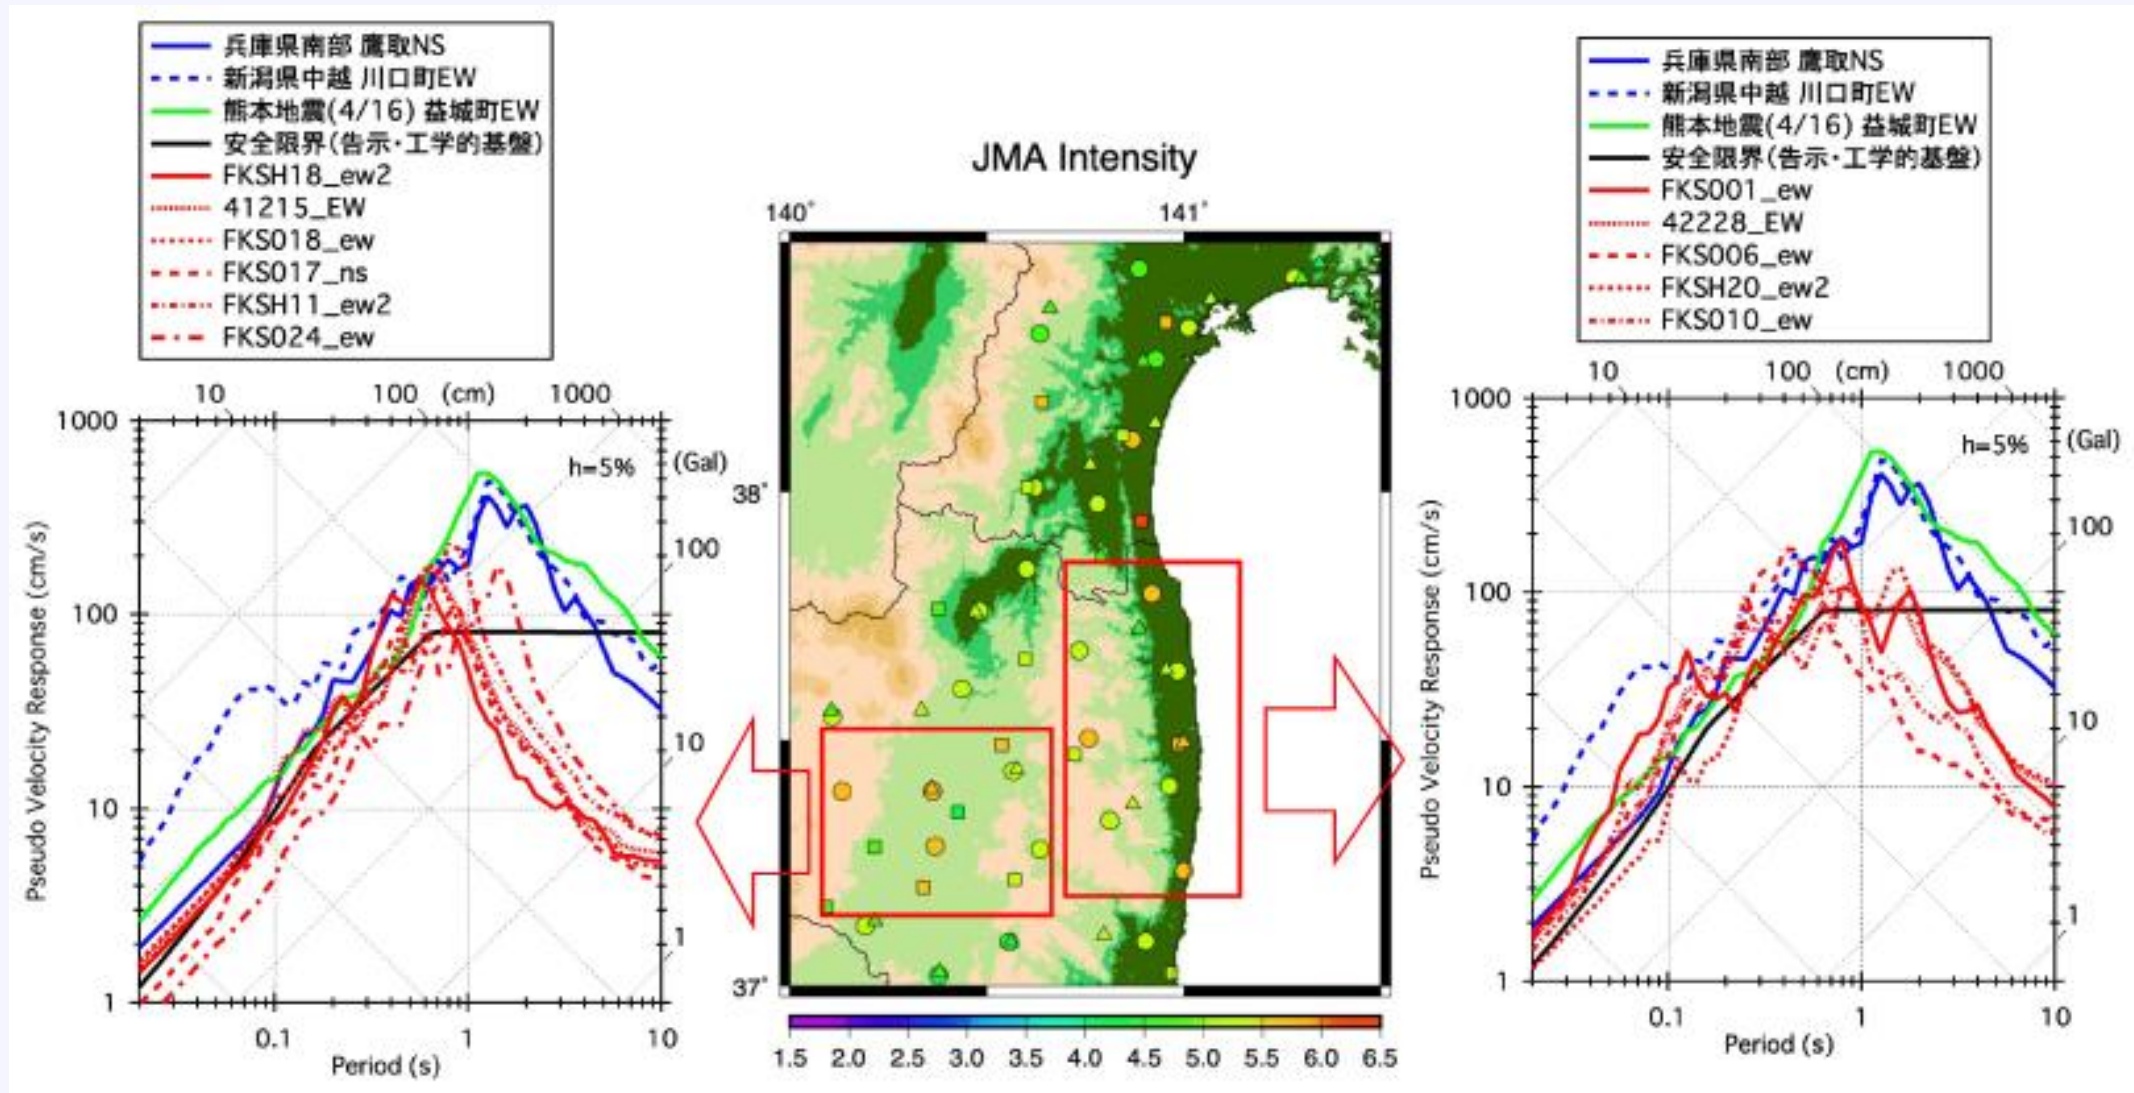 兵庫県南部 鷹取NS
新潟県中越 川口町EW
熊本地震(4/16) 益城町EW
安全限界(告示・工学的基盤)
FKSH18_ew2
41215_EW
FKS018_ew
FKS017_ns
FKSH11_ew2
FKS024_ew
10 100 (cm) 1000
1000
100
10
1
h=5%
(Gal)
100
10
1
Pseudo Velocity Response (cm/s)
0.1 1 10
Period (s)
JMA Intensity
140° 141°
38°
37°
1.5 2.0 2.5 3.0 3.5 4.0 4.5 5.0 5.5 6.0 6.5
兵庫県南部 鷹取NS
新潟県中越 川口町EW
熊本地震(4/16) 益城町EW
安全限界(告示・工学的基盤)
FKS001_ew
42228_EW
FKS006_ew
FKSH20_ew2
FKS010_ew
10 100 (cm) 1000
1000
100
10
1
h=5%
(Gal)
100
10
1
Pseudo Velocity Response (cm/s)
0.1 1 10
Period (s)